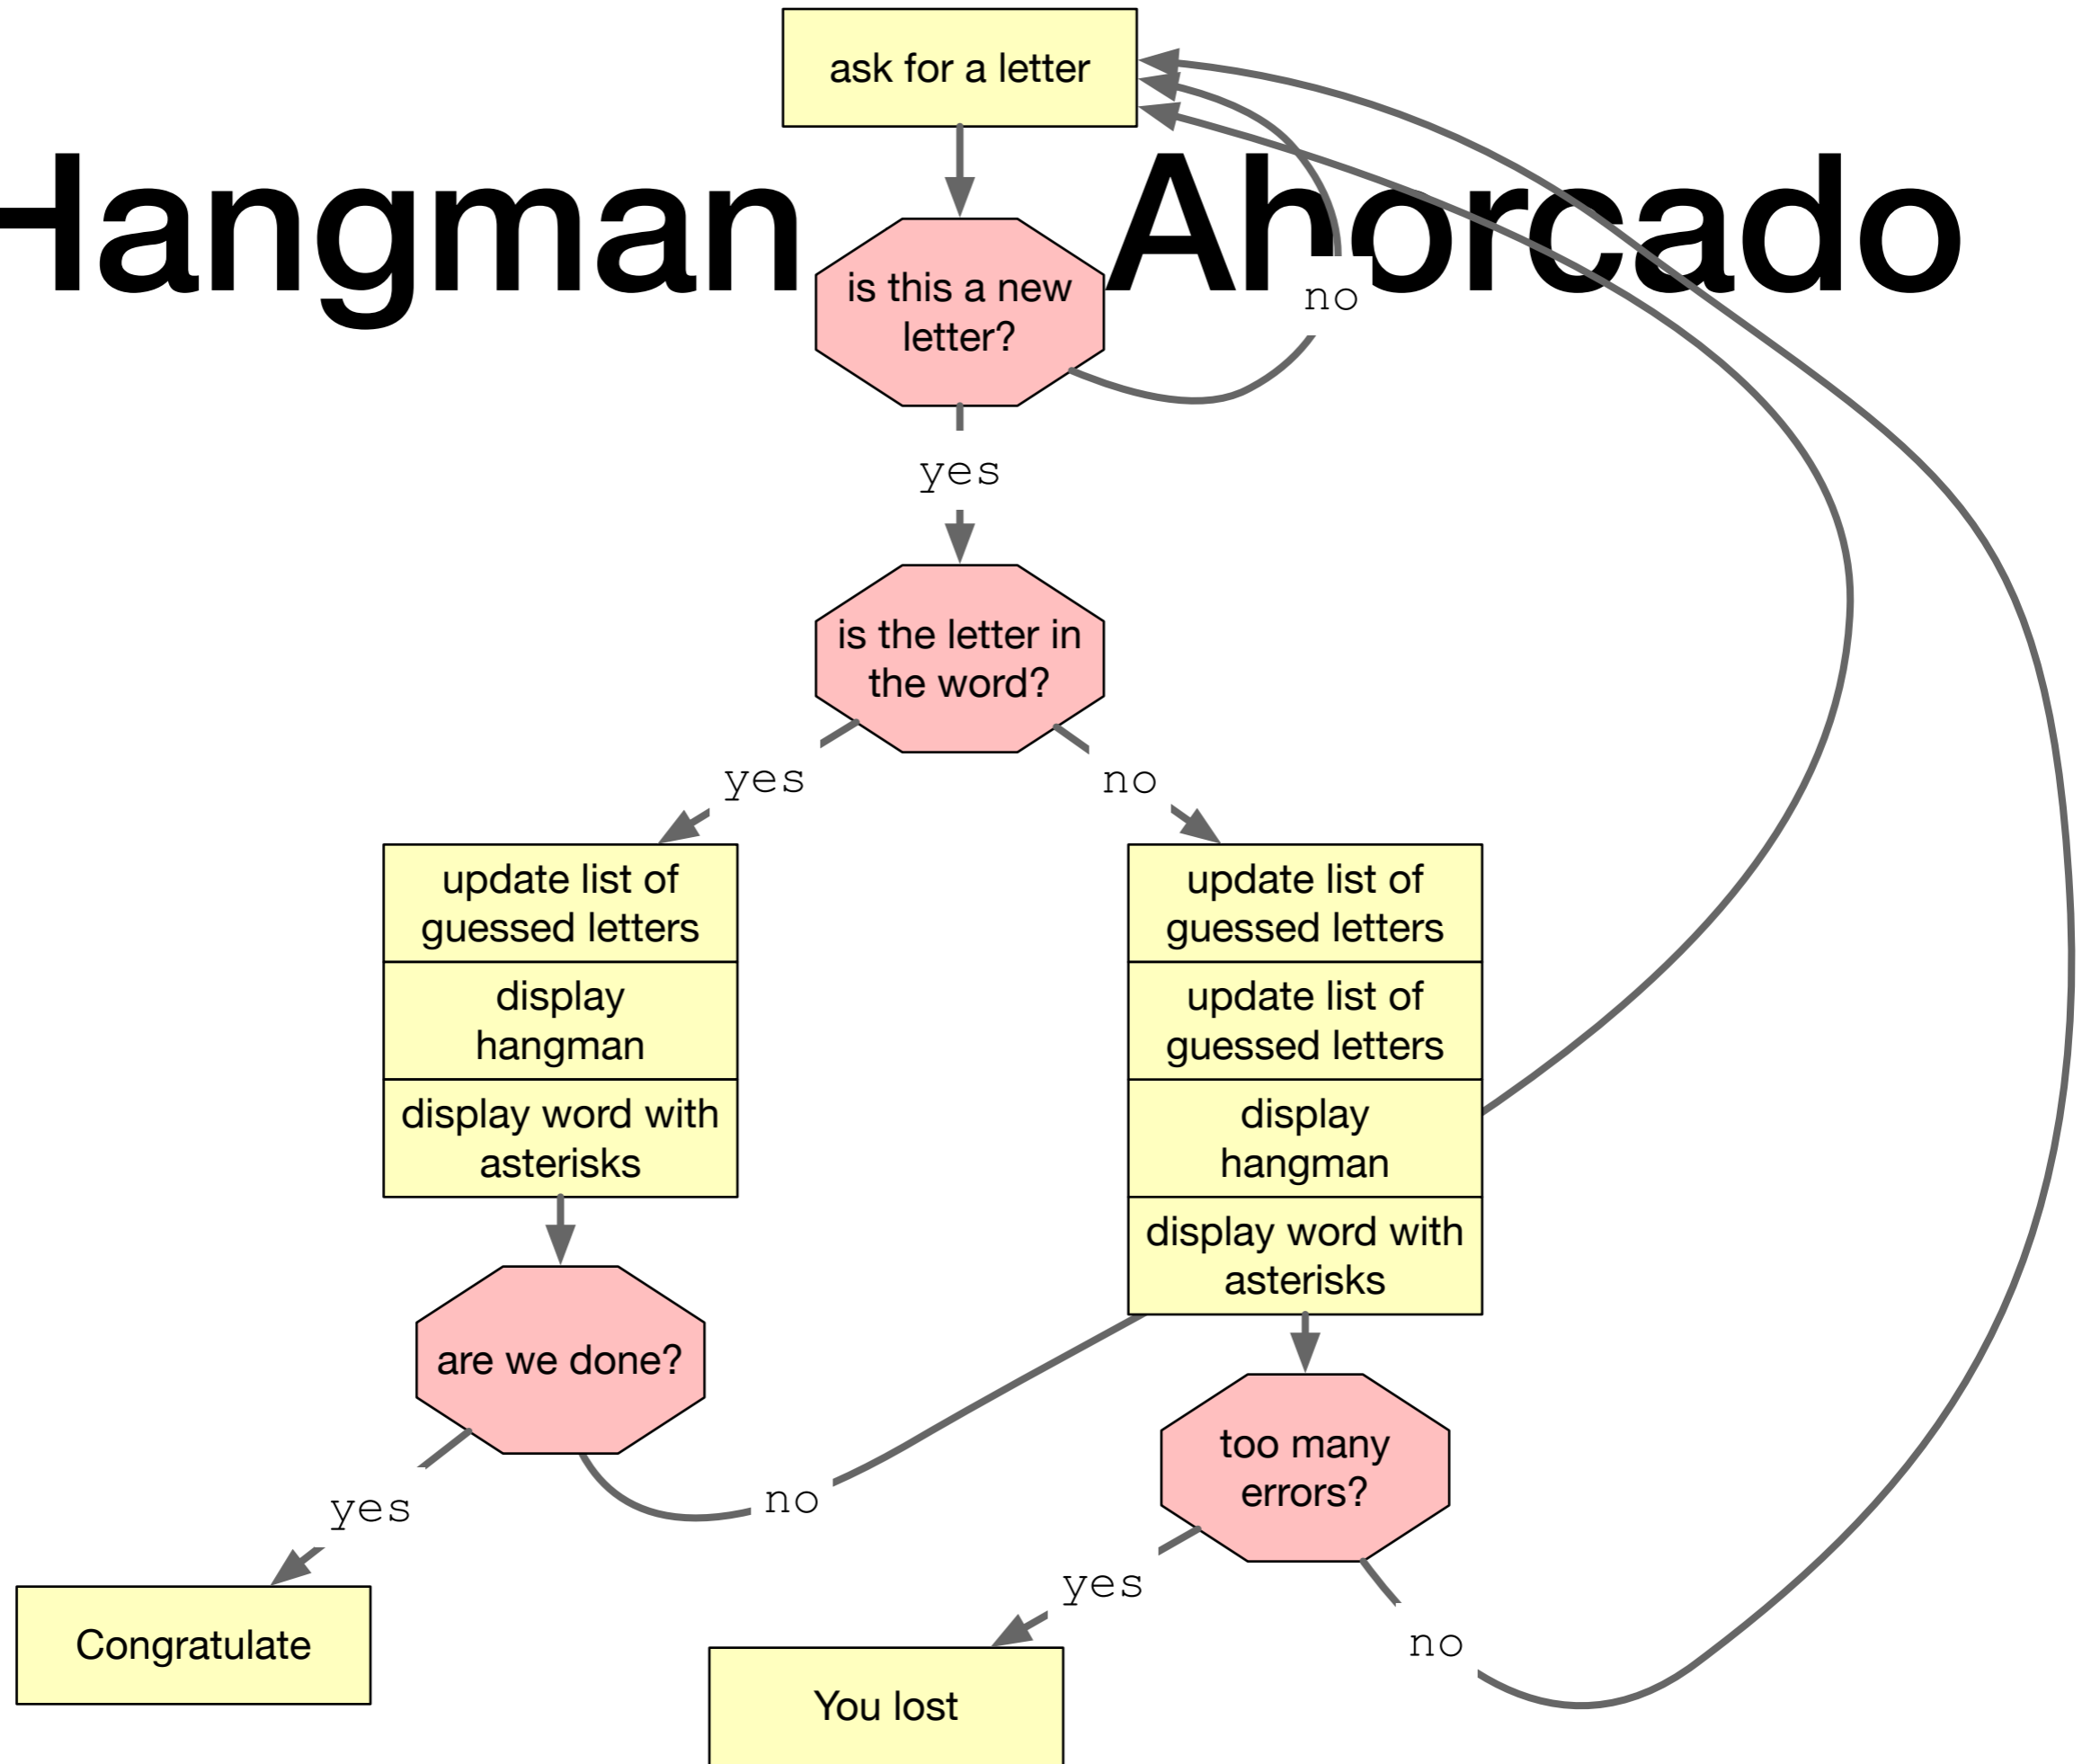 ask for a letter
Hangman
Ahorcado
is this a new
letter?
no
yes
is the letter in
the word?
yes
no
update list of
guessed letters
display
hangman
display word with
asterisks
update list of
guessed letters
update list of
guessed letters
display
hangman
display word with
asterisks
are we done?
too many
errors?
yes
no
yes
no
Congratulate
You lost